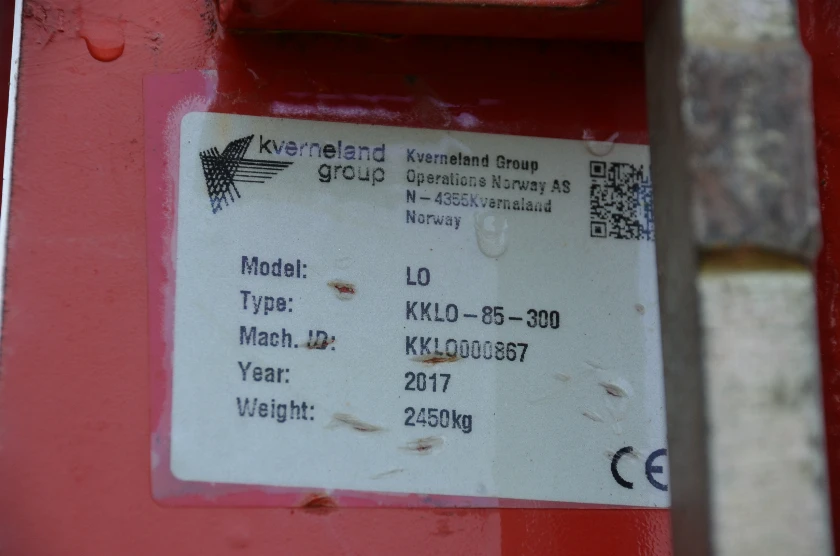 kverneland
group
Kverneland Group
Operations Norway AS
N-4355Kvernaland
Norway
Model: LO
Type: KKLO-85-300
Mach. ID: KKLO000867
Year: 2017
Weight: 2450kg
CE